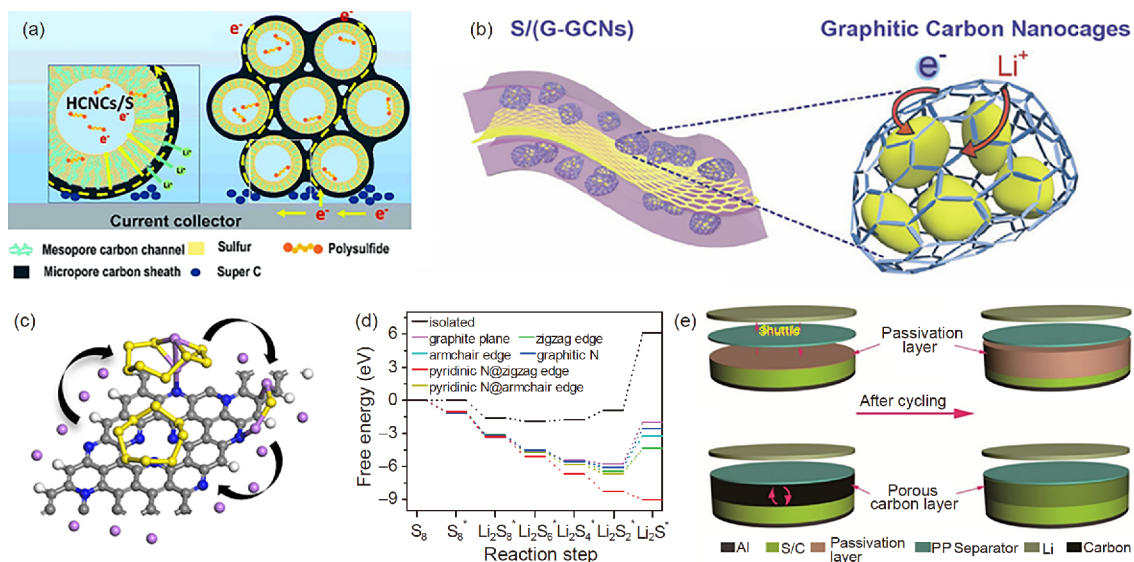 (a)
HCNCs/S
e-
e-
Li+
Li+
Li+
Current collector
e-
e-
Mesopore carbon channel
Sulfur
Polysulfide
Micropore carbon sheath
Super C
(b)
S/(G-GCNs)
Graphitic Carbon Nanocages
e-
Li+
(c)
(d)
isolated
graphite plane
zigzag edge
armchair edge
graphitic N
pyridinic N@zigzag edge
pyridinic N@armchair edge
6
3
0
−3
−6
−9
Free energy (eV)
S8
S8*
Li2S8*
Li2S6*
Li2S4*
Li2S2*
Li2S*
Reaction step
(e)
Shuttle
Passivation
layer
After cycling
Porous
carbon layer
Al
S/C
Passivation
layer
PP Separator
Li
Carbon